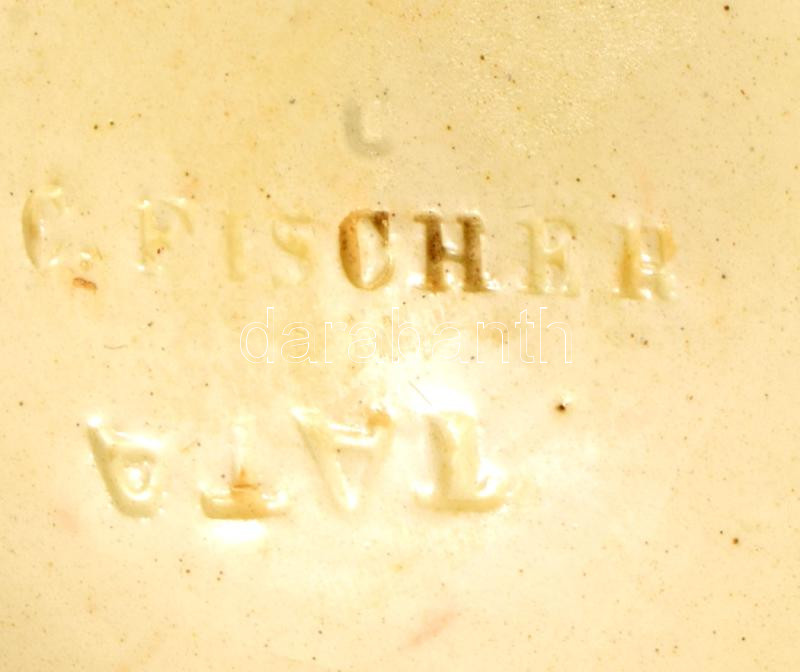 C
C. FISCHER
darabanth
TATA